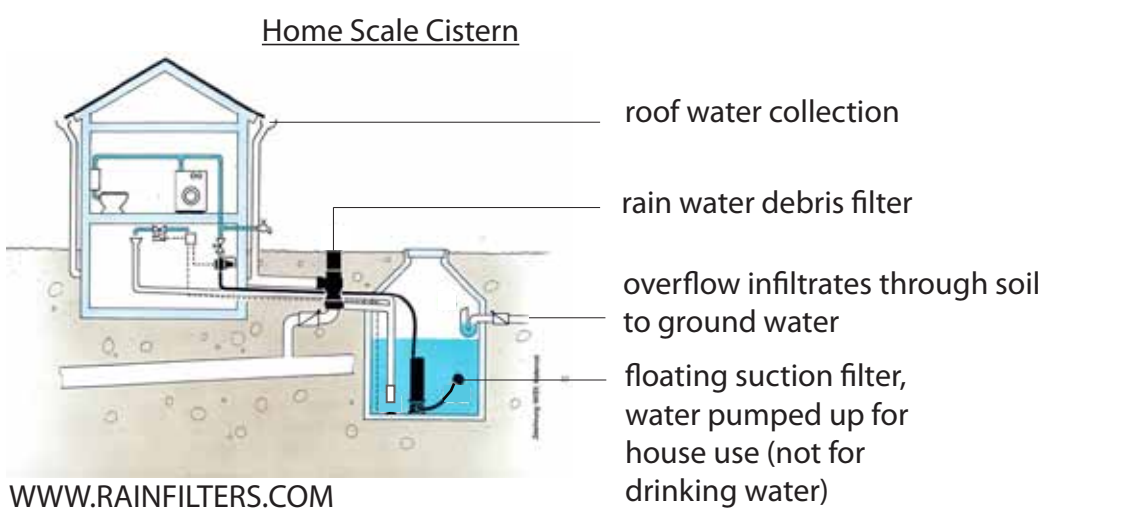 Home Scale Cistern
roof water collection
rain water debris filter
overflow infiltrates through soil
to ground water
floating suction filter,
water pumped up for
house use (not for
drinking water)
WWW.RAINFILTERS.COM
Zeichnung